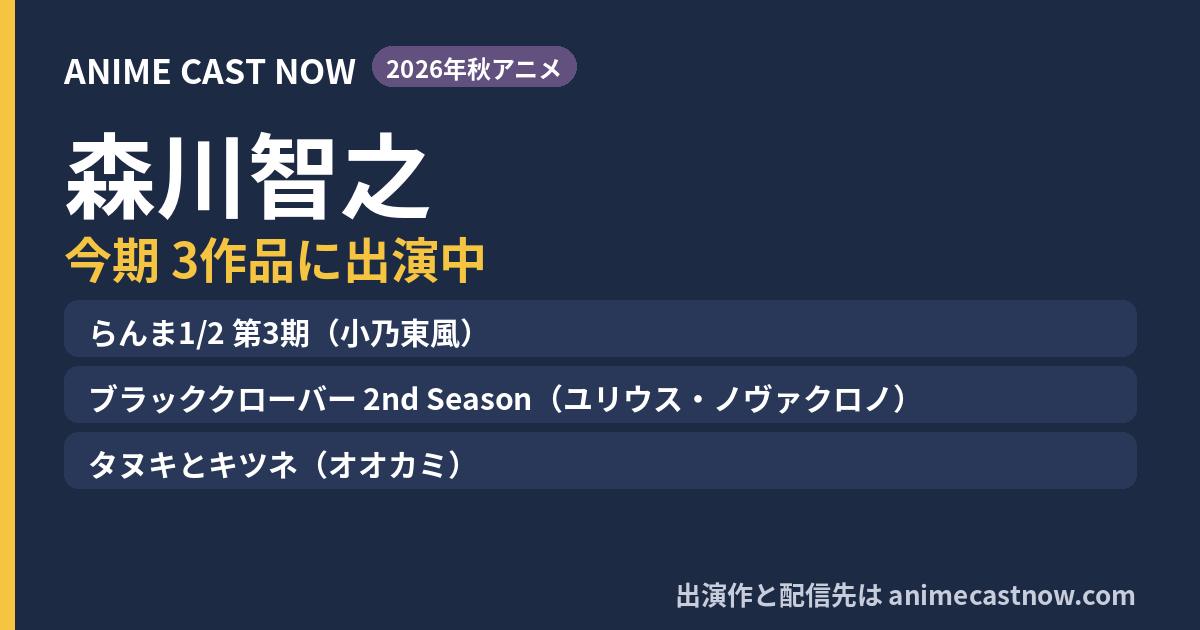 ANIME CAST NOW 2026年秋アニメ
森川智之
今期 3作品に出演中
らんま1/2 第3期（小乃東風）
ブラッククローバー 2nd Season（ユリウス・ノヴァクロノ）
タヌキとキツネ（オオカミ）
出演作と配信先は animecastnow.com